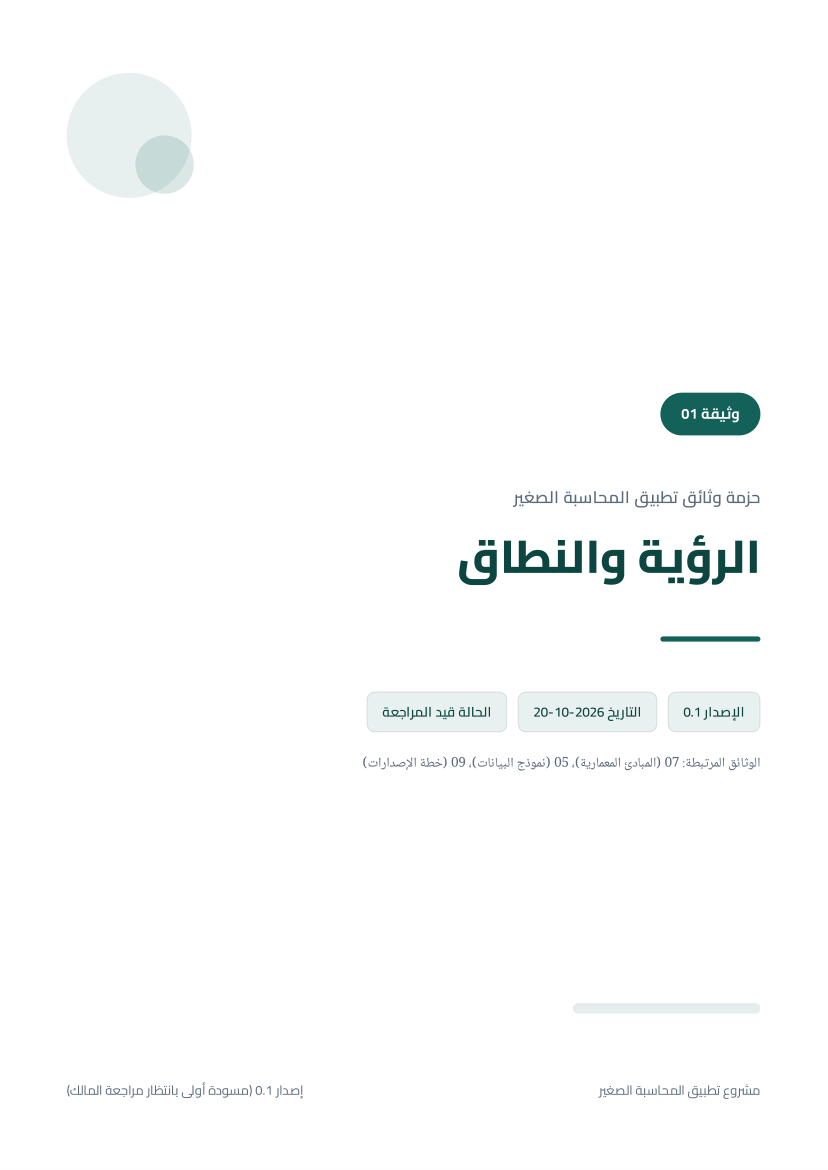 وثيقة 01
حزمة وثائق تطبيق المحاسبة الصغير
الرؤية والنطاق
الإصدار 0.1
التاريخ 2026-10-20
الحالة قيد المراجعة
الوثائق المرتبطة: 07 (المبادئ المعمارية)، 05 (نموذج البيانات)، 09 (خطة الإصدارات)
مشروع تطبيق المحاسبة الصغير
إصدار 0.1 (مسودة أولى بانتظار مراجعة المالك)